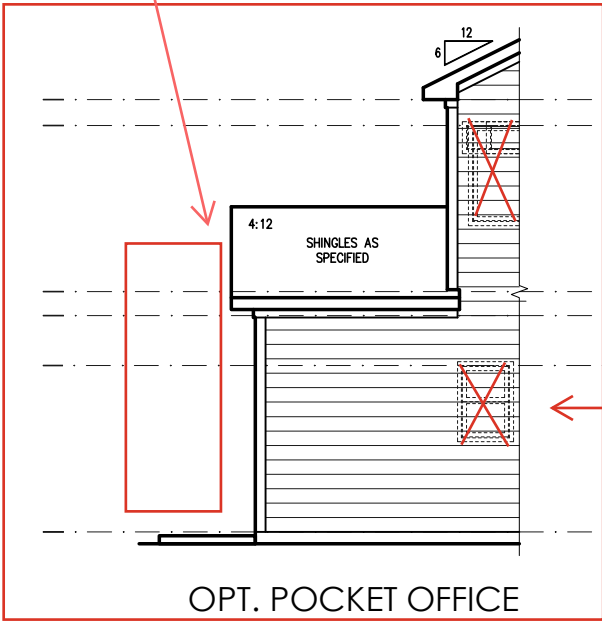 12
6
4:12
SHINGLES AS
SPECIFIED
OPT. POCKET OFFICE